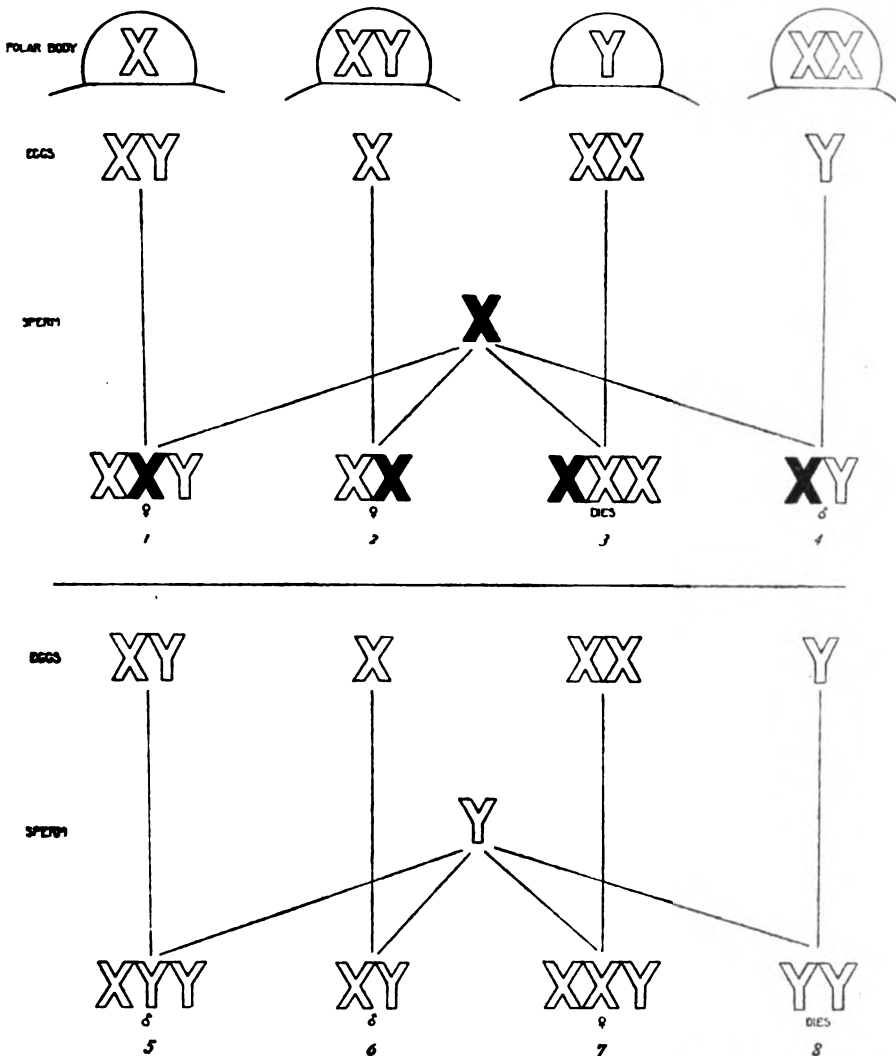 POLAR BODY X XY Y XX
EGGS XY X XX Y
SPERM X
XXY XX XXX XY
♀ ♀ DIES ♂
1 2 3 4
EGGS XY X XX Y
SPERM Y
XYY XY XXY YY
♂ ♂ ♀ DIES
5 6 7 8